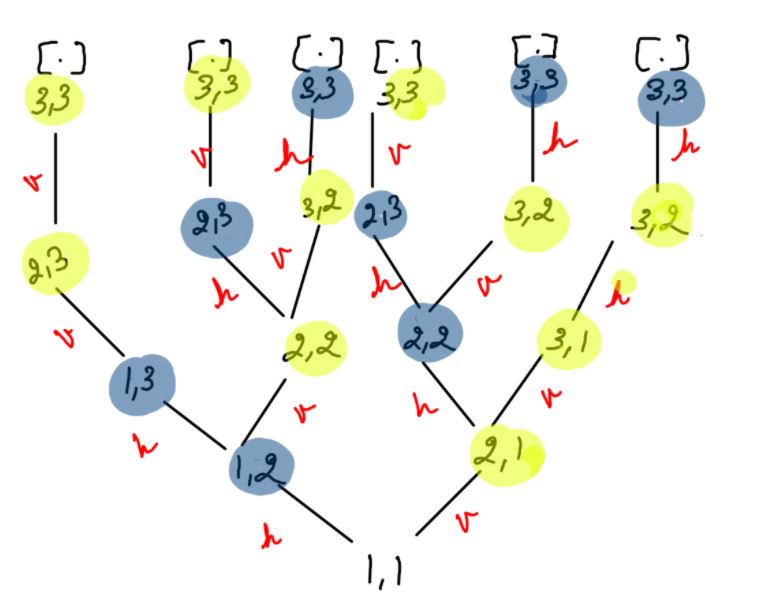 [.] [.] [.] [.] [.] [.]
3,3 3,3 3,3 3,3 3,3 3,3
v v h v h h
2,3 3,2 2,3 3,2 3,2
2,3 h v h v h
v 2,2 2,2 3,1
1,3 v h v
h 1,2 2,1
h v
1,1